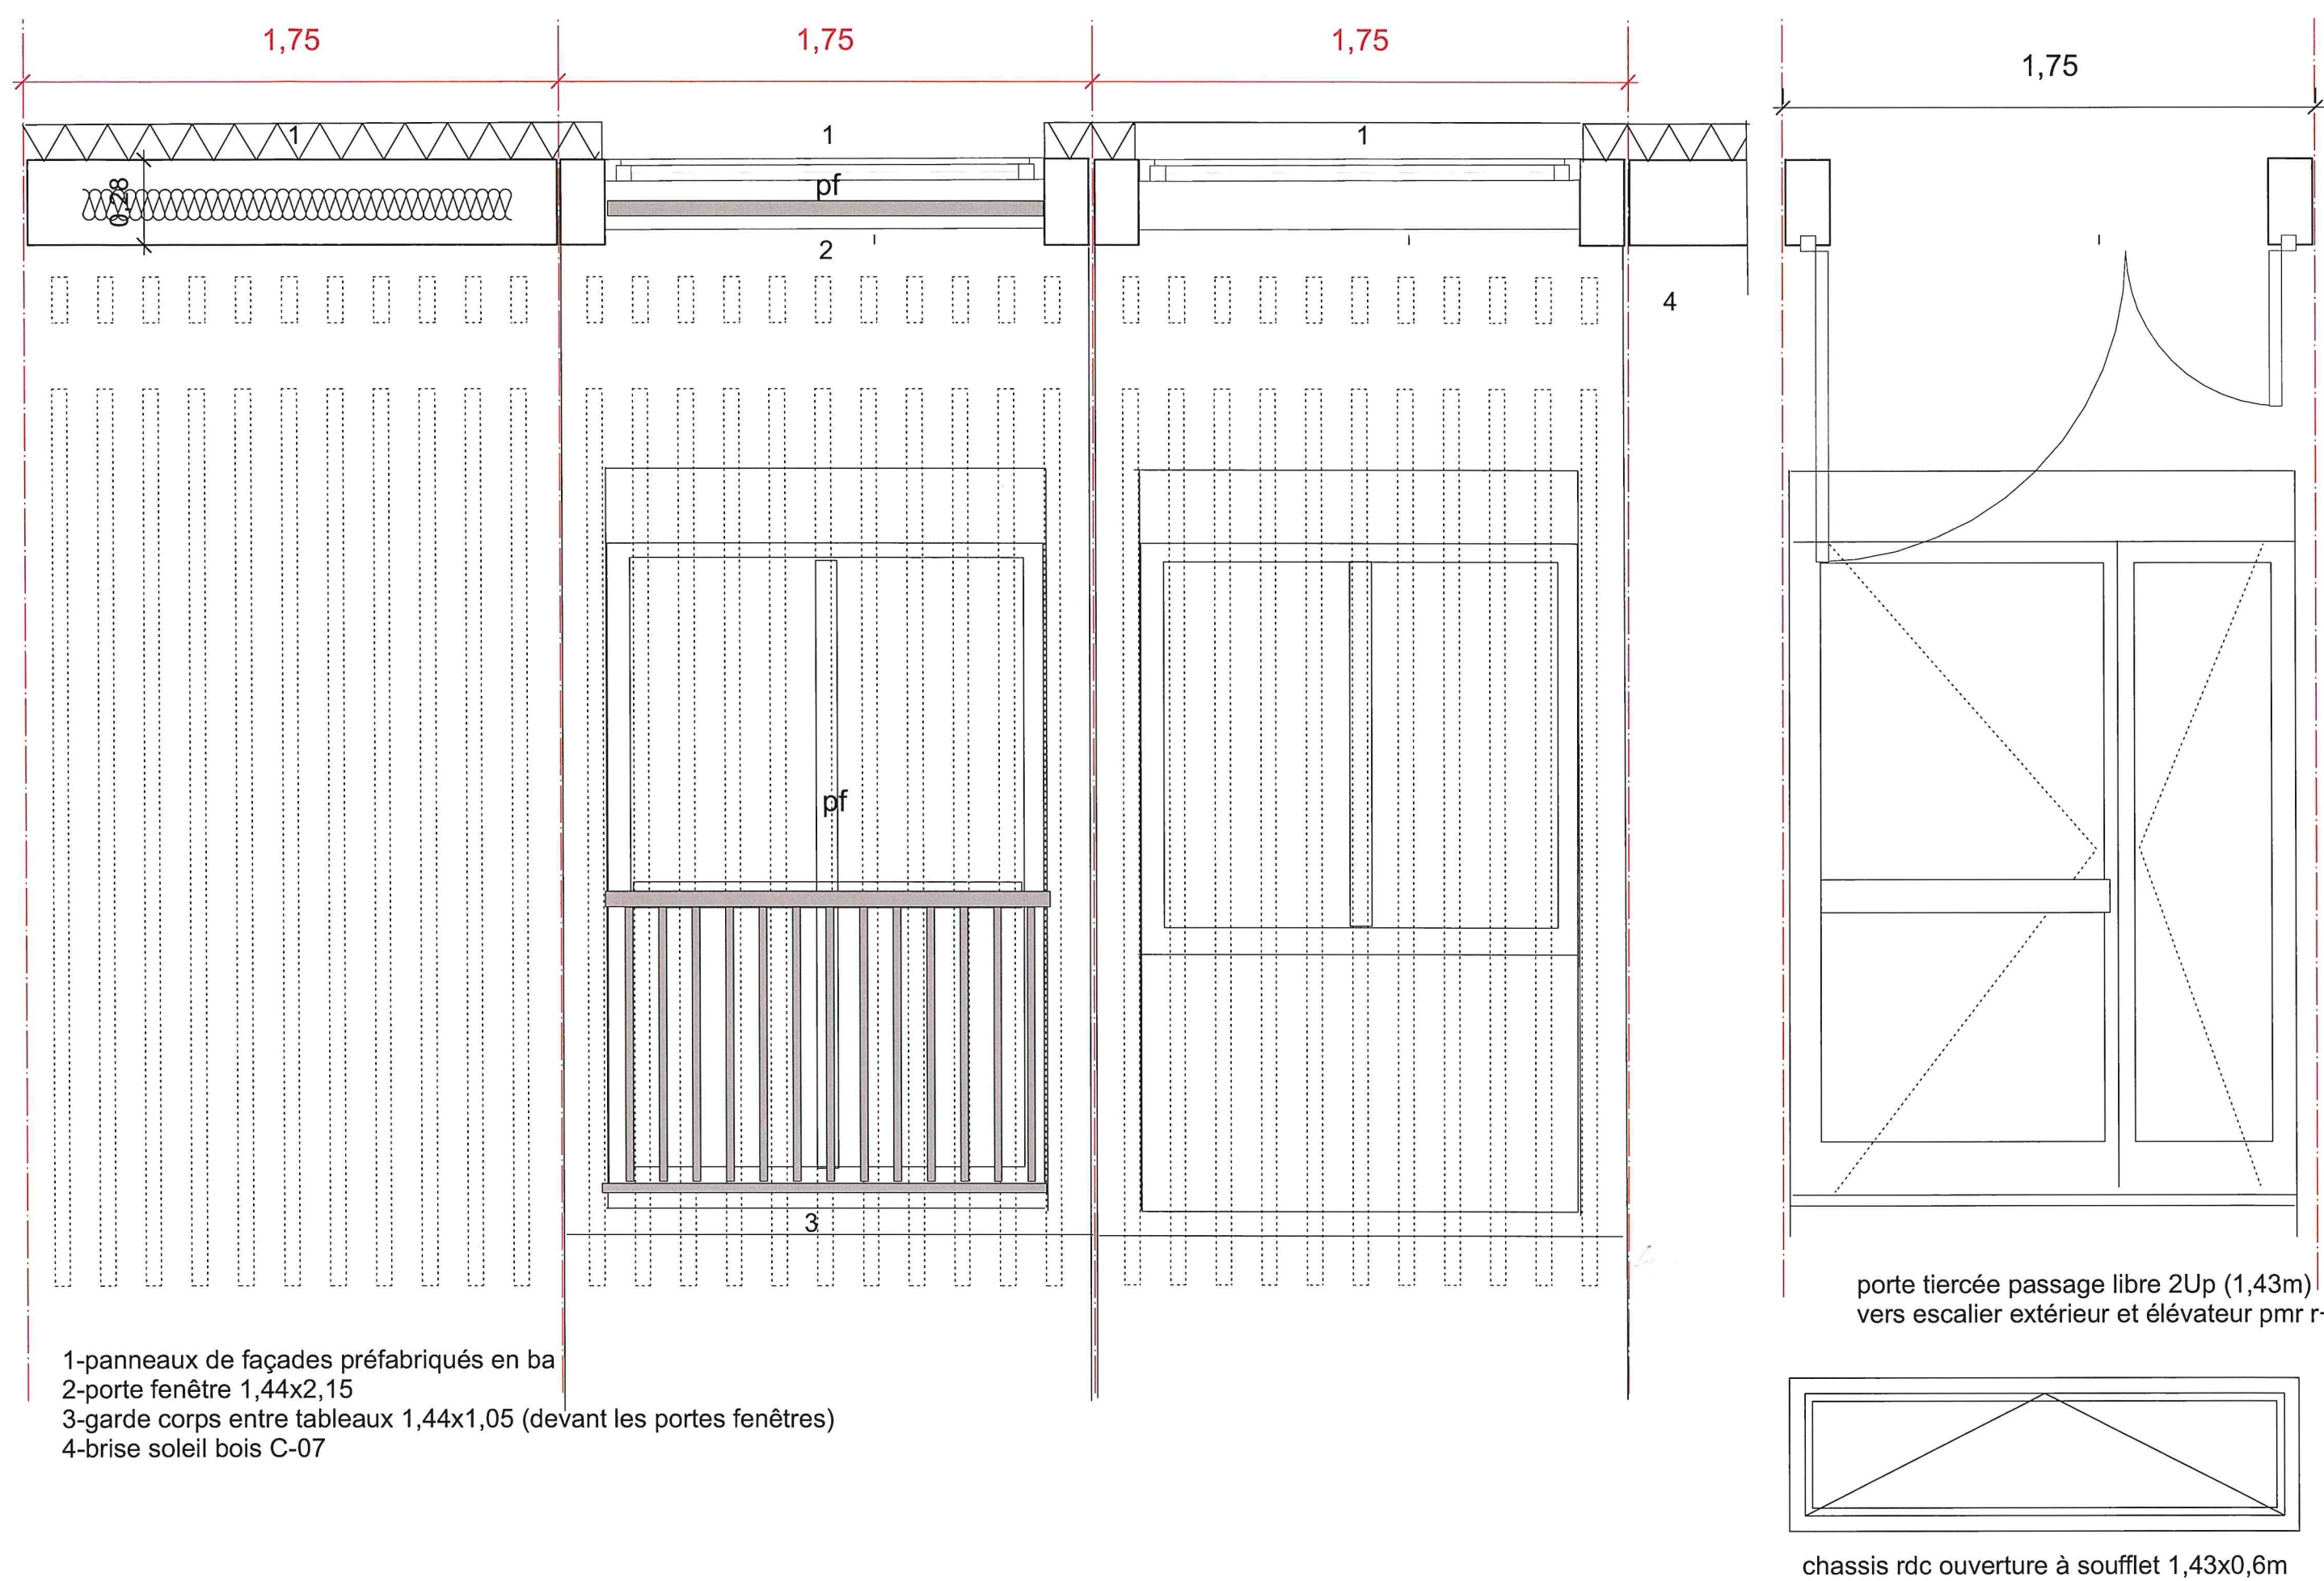 1,75
1,75
1,75
1,75
1
1
1
0.28
pf
2
4
pf
3
porte tiercée passage libre 2Up (1,43m)
vers escalier extérieur et élévateur pmr r-
1-panneaux de façades préfabriqués en ba
2-porte fenêtre 1,44x2,15
3-garde corps entre tableaux 1,44x1,05 (devant les portes fenêtres)
4-brise soleil bois C-07
chassis rdc ouverture à soufflet 1,43x0,6m